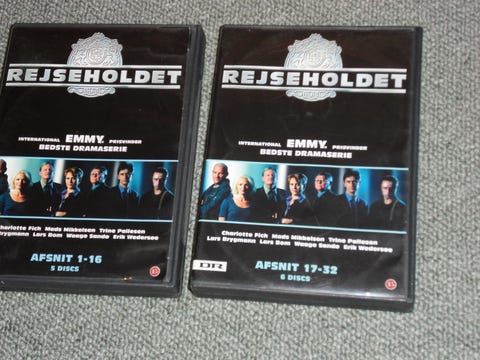 REJSEHOLDET
INTERNATIONAL EMMY PRISVINDER
BEDSTE DRAMASERIE
Charlotte Fich Mads Mikkelsen Trine Pallesen
Brygmann Lars Bom Waage Sandø Erik Wedersøe
AFSNIT 1-16
5 DISCS
REJSEHOLDET
INTERNATIONAL EMMY PRISVINDER
BEDSTE DRAMASERIE
Charlotte Fich Mads Mikkelsen Trine Pallesen
Lars Brygmann Lars Bom Waage Sandø Erik Wedersøe
DR
AFSNIT 17-32
6 DISCS